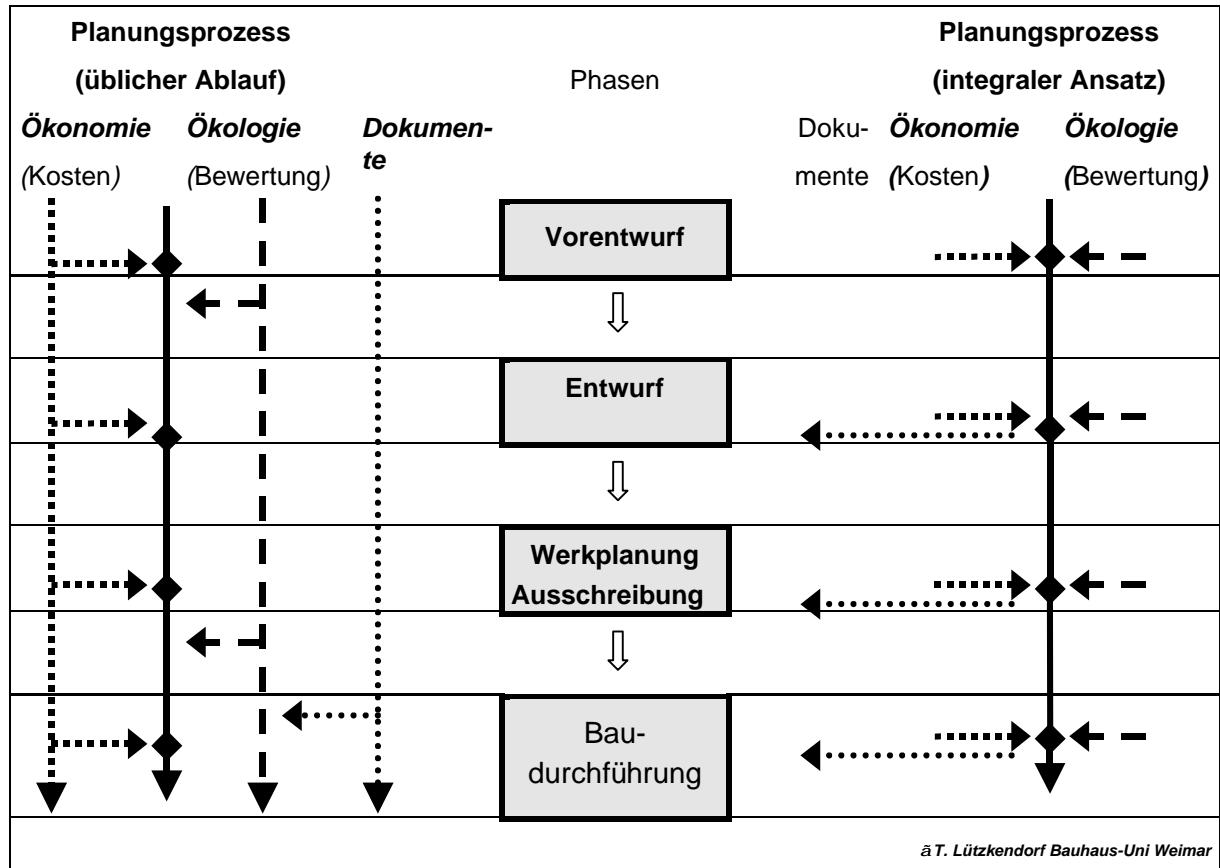 Planungsprozess
(üblicher Ablauf)
Ökonomie
(Kosten)
Ökologie
(Bewertung)
Dokumen-
te
Phasen
Planungsprozess
(integraler Ansatz)
Doku-
mente
Ökonomie
(Kosten)
Ökologie
(Bewertung)
Vorentwurf
Entwurf
Werkplanung
Ausschreibung
Bau-
durchführung
ã T. Lützkendorf Bauhaus-Uni Weimar